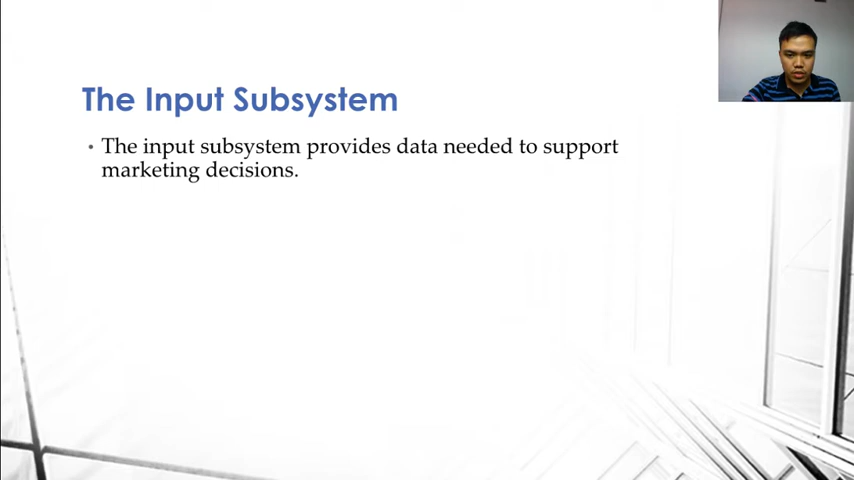 The Input Subsystem
• The input subsystem provides data needed to support
marketing decisions.